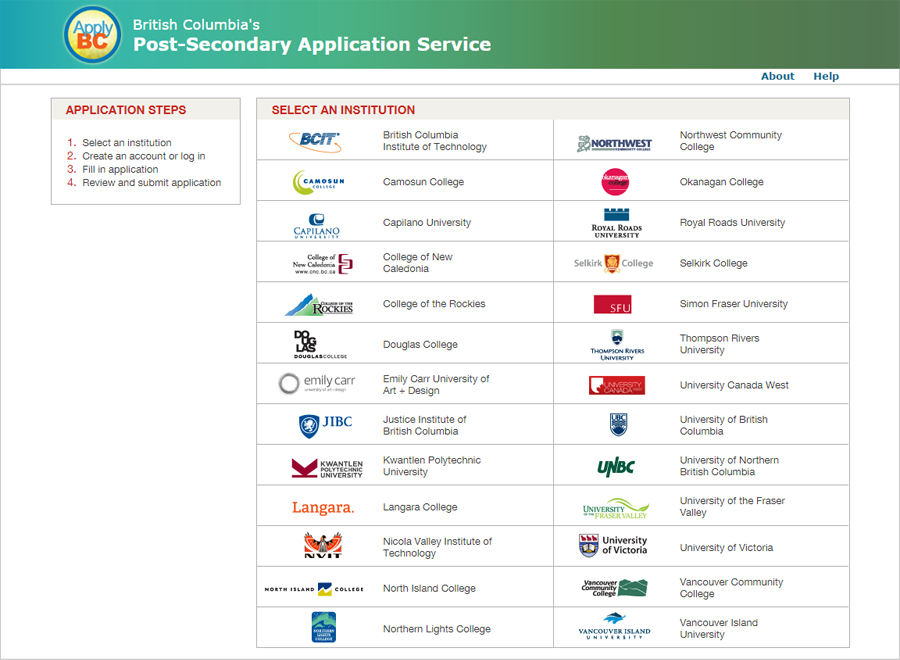 Apply
BC
British Columbia's
Post-Secondary Application Service
About Help
APPLICATION STEPS
1. Select an institution
2. Create an account or log in
3. Fill in application
4. Review and submit application
SELECT AN INSTITUTION
BCIT
British Columbia
Institute of Technology
CAMOSUN
COLLEGE
Camosun College
CAPILANO
UNIVERSITY
Capilano University
College of
New Caledonia
www.cnc.bc.ca
College of New
Caledonia
COLLEGE OF THE
ROCKIES
College of the Rockies
DO
UG
LAS
DOUGLASCOLLEGE
Douglas College
emily carr
university of art + design
Emily Carr University of
Art + Design
JIBC
Justice Institute of
British Columbia
KWANTLEN
POLYTECHNIC
UNIVERSITY
Kwantlen Polytechnic
University
Langara.
Langara College
NVIT
Nicola Valley Institute of
Technology
NORTH ISLAND COLLEGE
North Island College
NORTHERN
LIGHTS
COLLEGE
Northern Lights College
NORTHWEST
COMMUNITY COLLEGE
Northwest Community
College
okanagan
college
Okanagan College
ROYAL ROADS
UNIVERSITY
Royal Roads University
Selkirk College
Selkirk College
SFU
Simon Fraser University
THOMPSON RIVERS
UNIVERSITY
Thompson Rivers
University
UNIVERSITY
CANADA WEST
University Canada West
UBC
University of British
Columbia
UNBC
University of Northern
British Columbia
UNIVERSITY
OF THE FRASER VALLEY
University of the Fraser
Valley
University
of Victoria
University of Victoria
Vancouver
Community
College
Vancouver Community
College
VANCOUVER ISLAND
UNIVERSITY
Vancouver Island
University